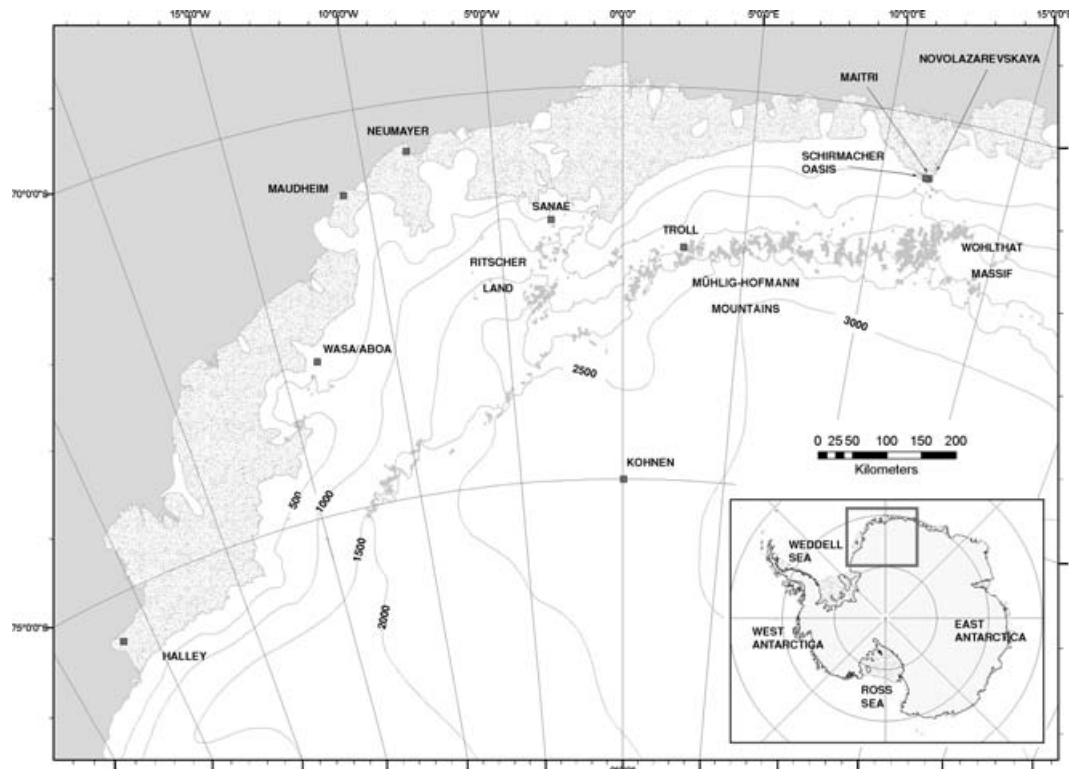 15°0'0"W
10°0'0"W
5°0'0"W
0°0'0"
5°0'0"E
10°0'0"E
15°0'0"E
NOVOLAZAREVSKAYA
MAITRI
NEUMAYER
SCHIRMACHER
OASIS
70°0'0"S
MAUDHEIM
SANAE
TROLL
WOHLTHAT
MASSIF
RITSCHER
LAND
MÜHLIG-HOFMANN
MOUNTAINS
3000
WASA/ABOA
2500
0 25 50 100 150 200
Kilometers
KOHNEN
500
1000
1500
2000
75°0'0"S
HALLEY
WEDDELL
SEA
WEST
ANTARCTICA
EAST
ANTARCTICA
ROSS
SEA